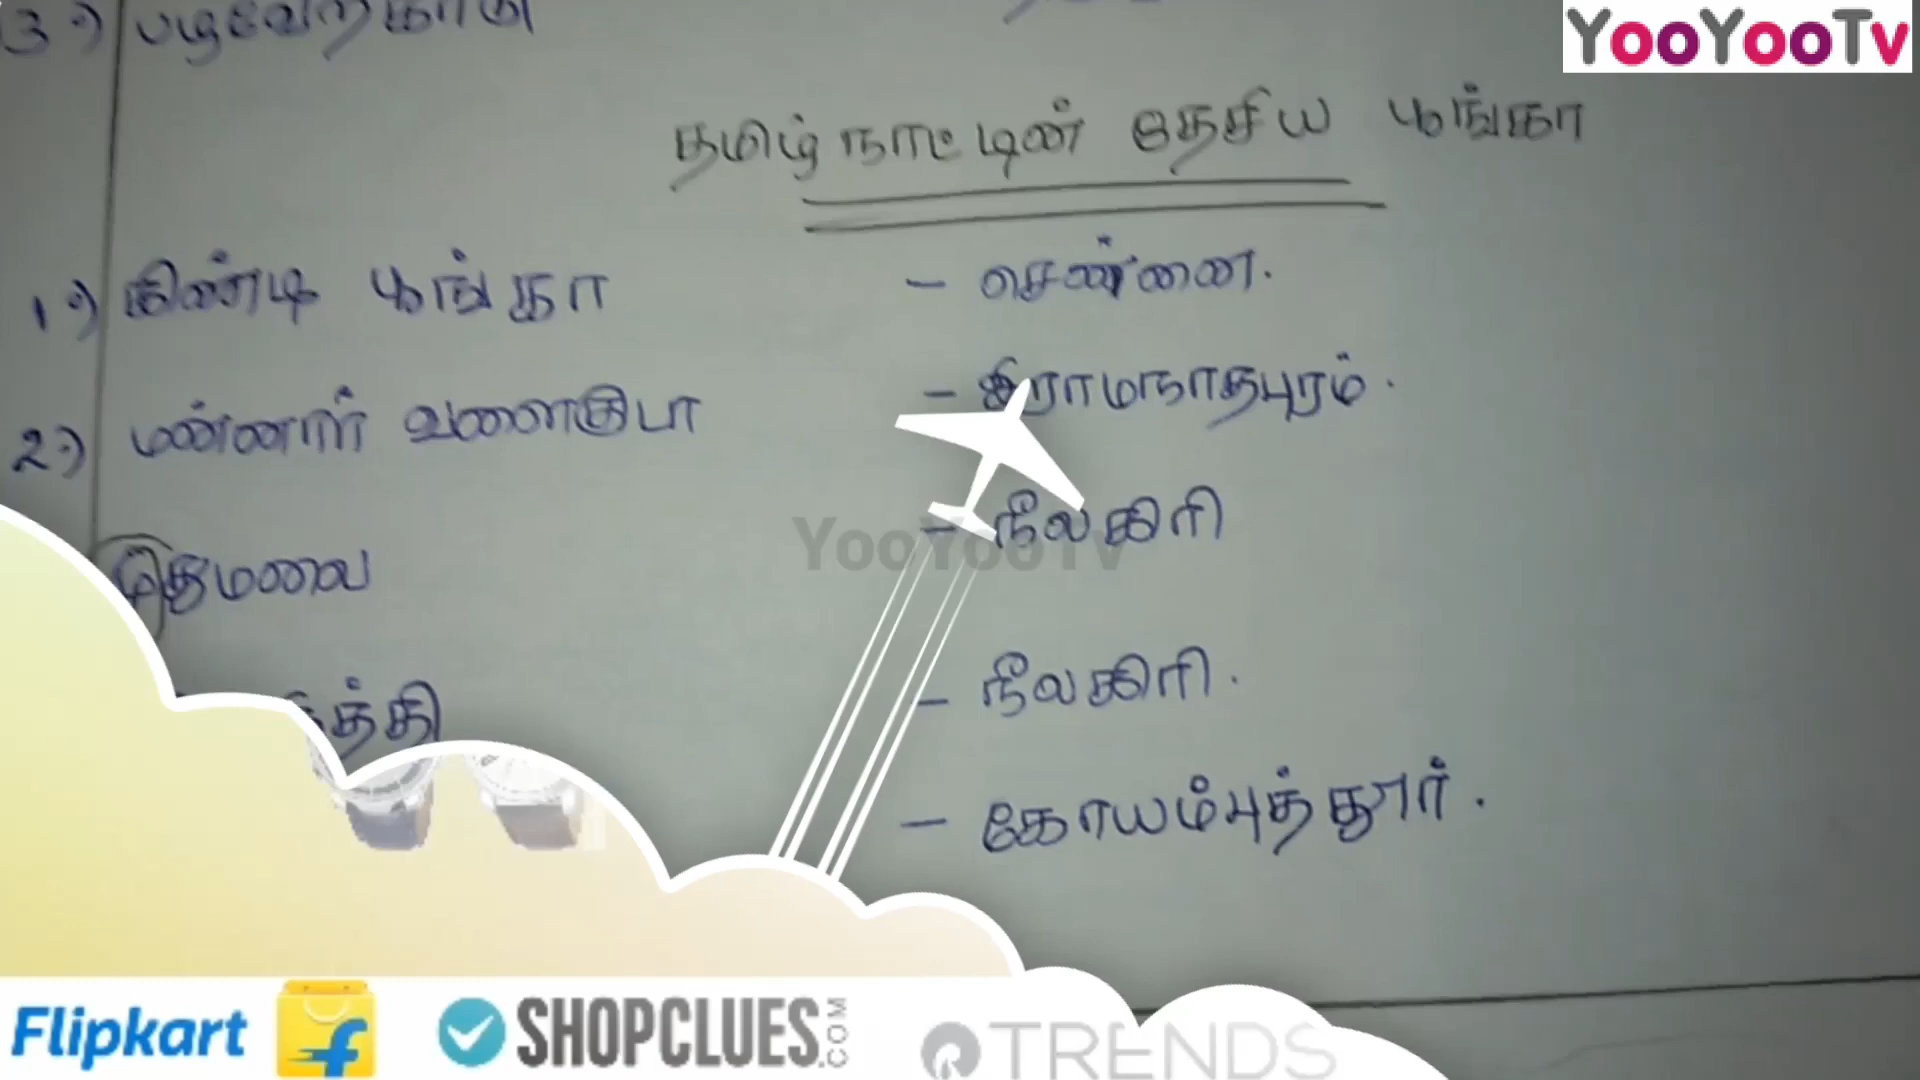 3) பழவேற்காடு
YooYooTv
தமிழ்நாட்டின் தேசிய பூங்கா
1) கிண்டி பூங்கா – சென்னை.
2) மன்னார் வளைகுடா – இராமநாதபுரம்.
YooYooTv
முதுமலை – நீலகிரி
– நீலகிரி.
– கோயம்புத்தூர்.
Flipkart SHOPCLUES.COM TRENDS